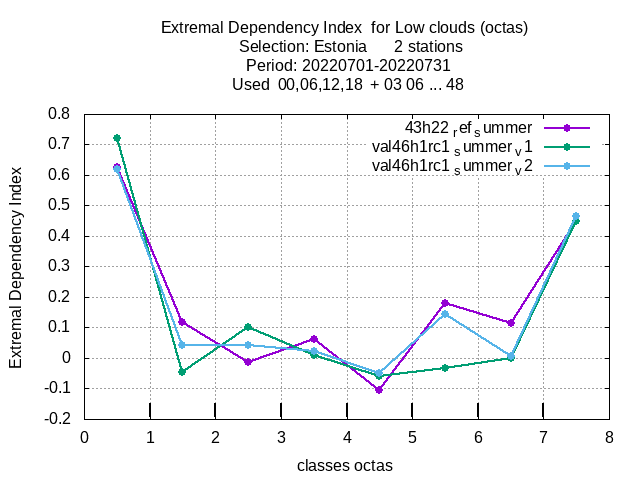 Extremal Dependency Index  for Low clouds (octas)
Selection: Estonia      2 stations
Period: 20220701-20220731
Used  00,06,12,18  + 03 06 ... 48
43h22 ref summer
val46h1rc1 summer v1
val46h1rc1 summer v2
Extremal Dependency Index
0.8
0.7
0.6
0.5
0.4
0.3
0.2
0.1
0
-0.1
-0.2
0 1 2 3 4 5 6 7 8
classes octas